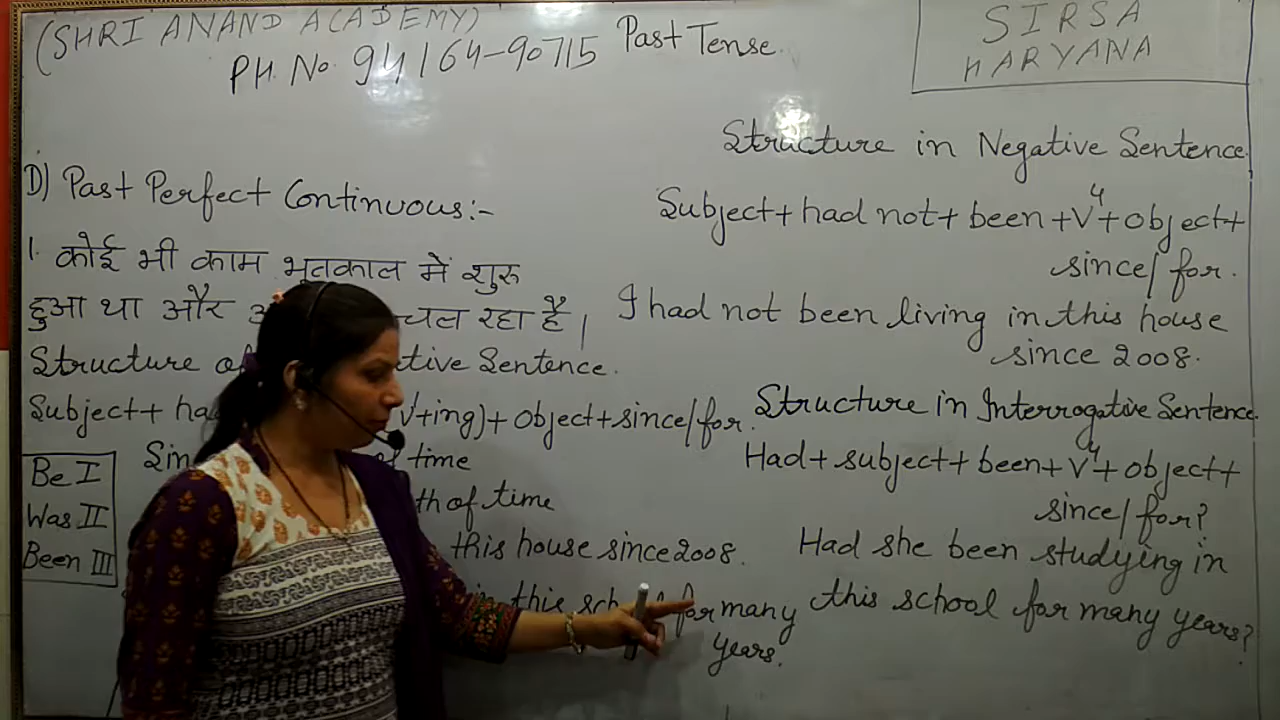 (SHRI ANAND ACADEMY)
PH. No. 94164-90715
Past Tense
SIRSA
HARYANA
D) Past Perfect Continuous:-
1. कोई भी काम भूतकाल में शुरू
हुआ था और चल रहा है।
Structure of Sentence.
Subject+ +ing)+ Object+since/for.
of time
of time
this house since 2008.
in this for many
years.
Be I
Was II
Been III
Structure in Negative Sentence
Subject+had not+been+V4+object+
since/for.
I had not been living in this house
since 2008.
Structure in Interrogative Sentence
Had+subject+been+V4+object+
since/for?
Had she been studying in
this school for many years?